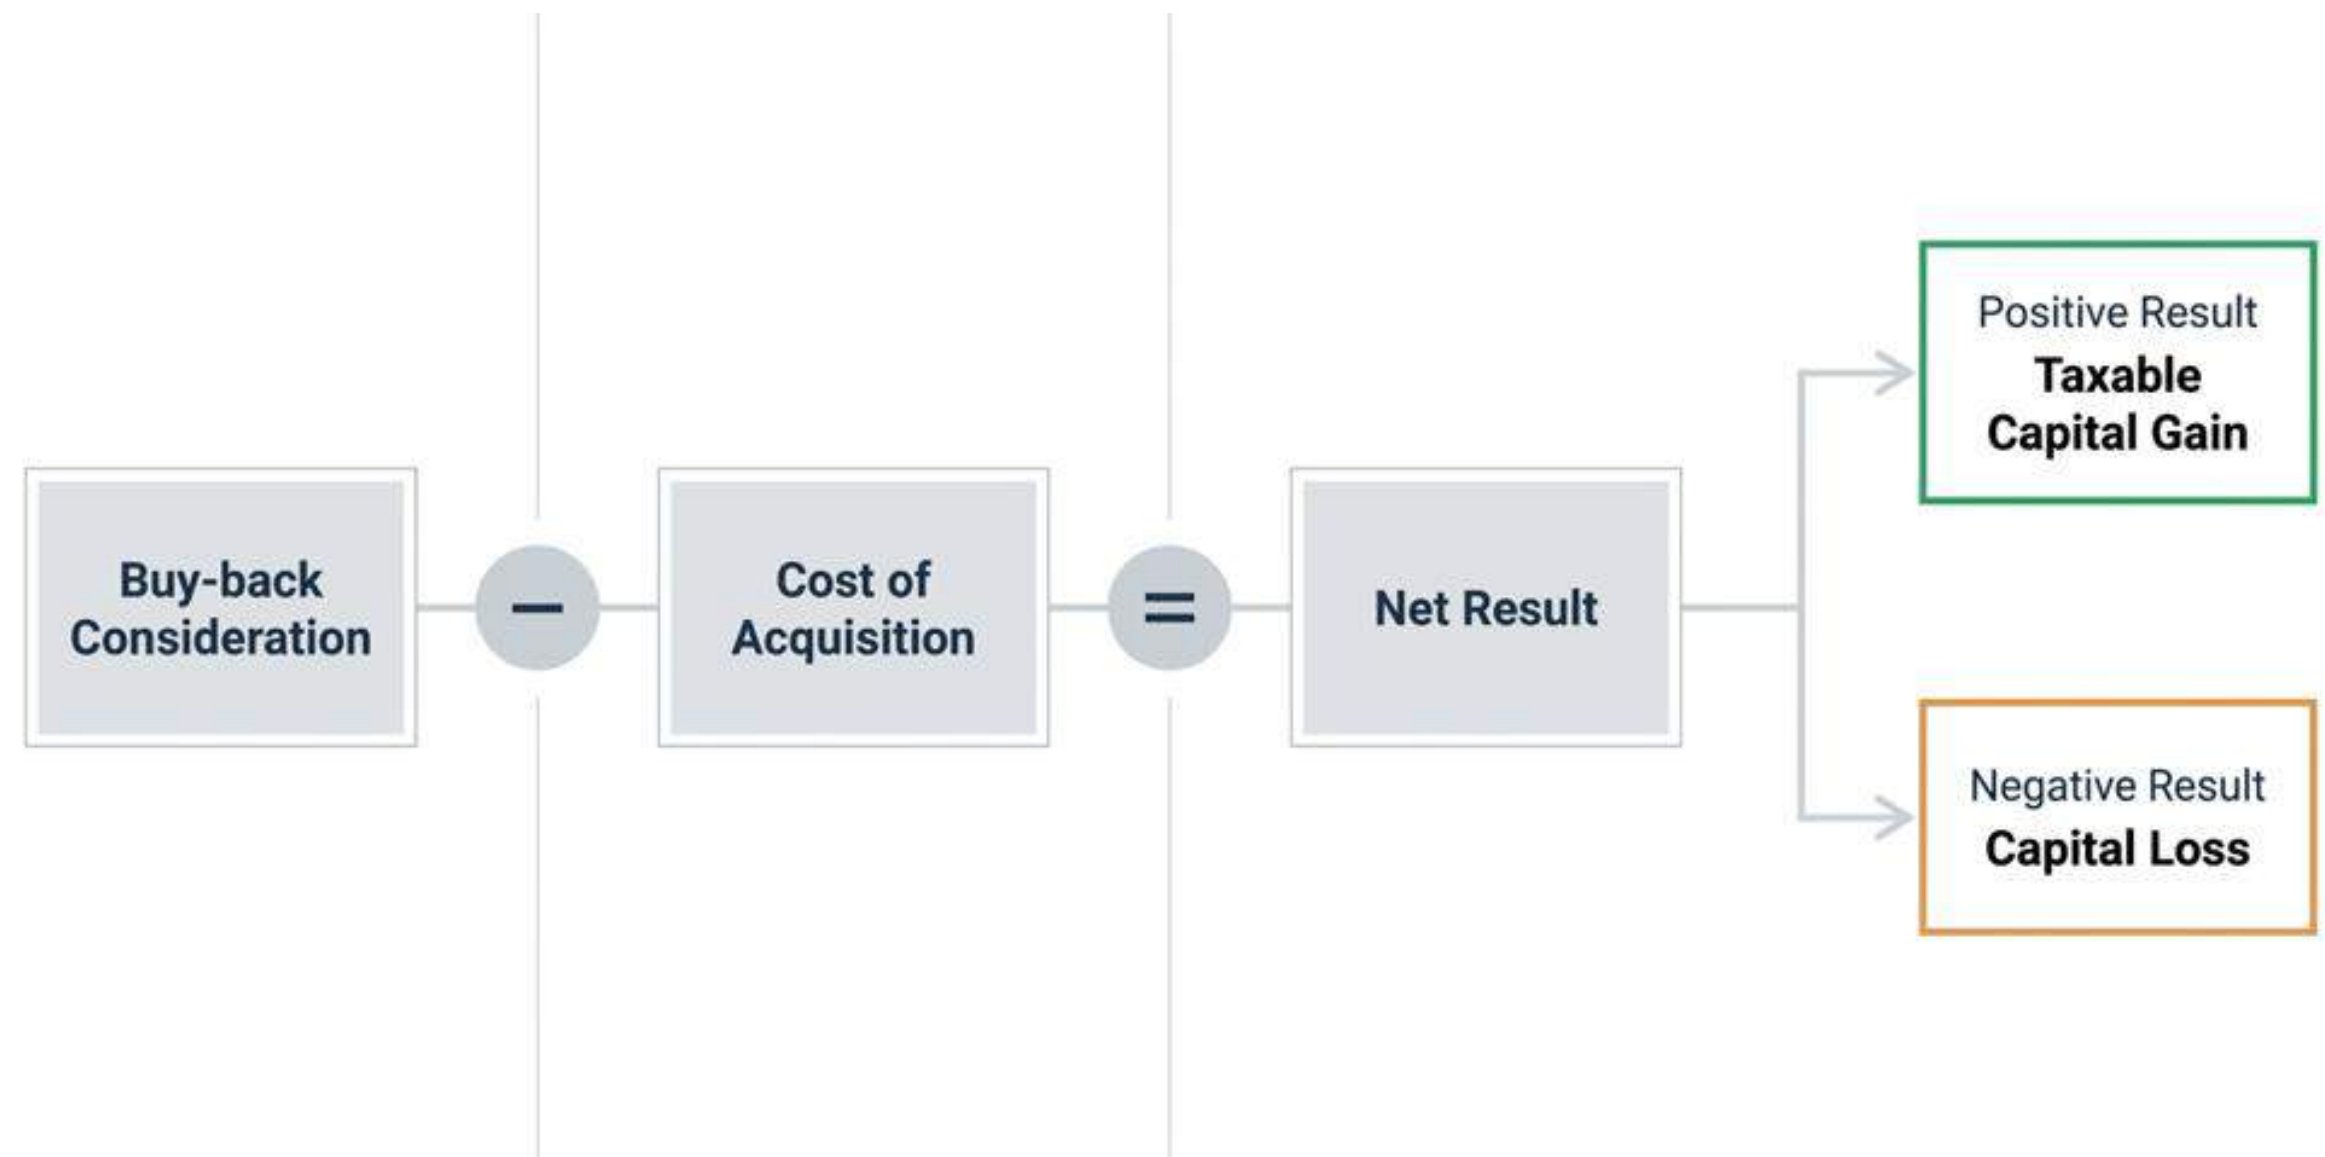 Buy-back
Consideration
–
Cost of
Acquisition
=
Net Result
Positive Result
Taxable
Capital Gain
Negative Result
Capital Loss